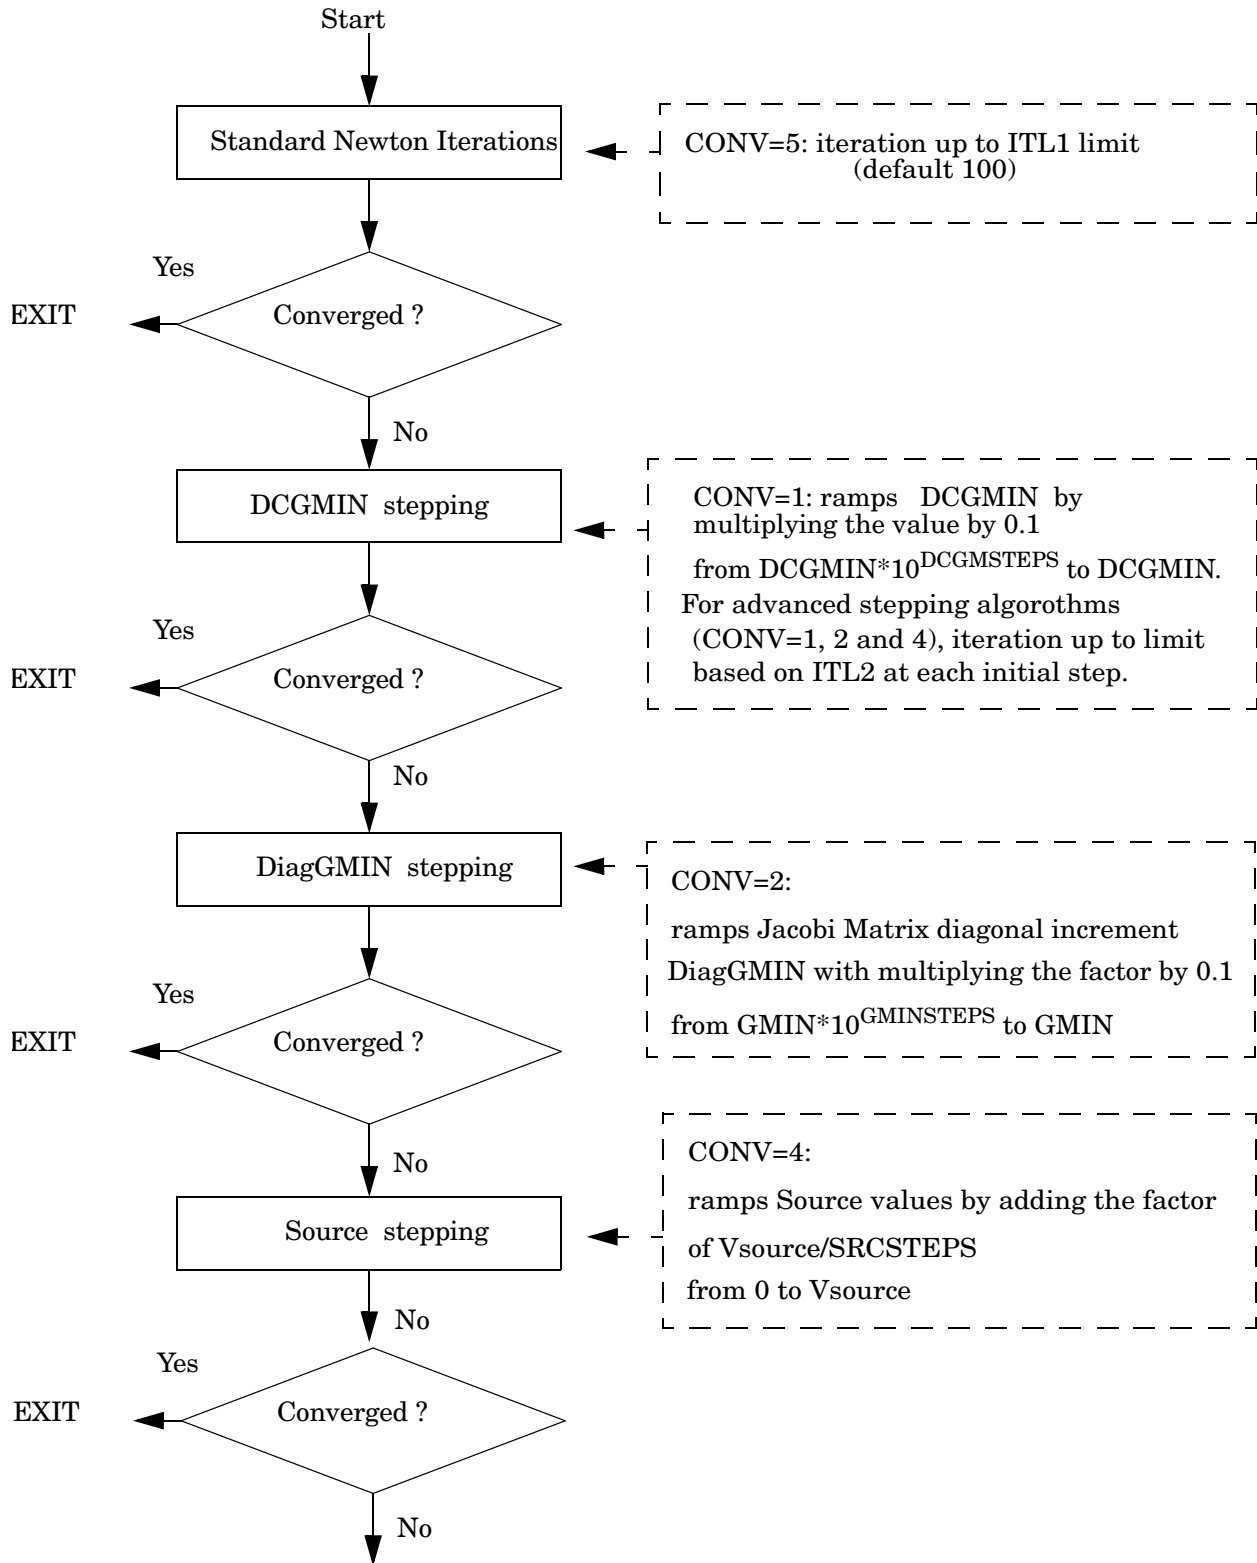 Start
Standard Newton Iterations
CONV=5: iteration up to ITL1 limit
(default 100)
Yes
EXIT
Converged ?
No
DCGMIN stepping
CONV=1: ramps DCGMIN by
multiplying the value by 0.1
from DCGMIN*10^DCGMSTEPS to DCGMIN.
For advanced stepping algorothms
(CONV=1, 2 and 4), iteration up to limit
based on ITL2 at each initial step.
Yes
EXIT
Converged ?
No
DiagGMIN stepping
CONV=2:
ramps Jacobi Matrix diagonal increment
DiagGMIN with multiplying the factor by 0.1
from GMIN*10^GMINSTEPS to GMIN
Yes
EXIT
Converged ?
No
Source stepping
CONV=4:
ramps Source values by adding the factor
of Vsource/SRCSTEPS
from 0 to Vsource
No
Yes
EXIT
Converged ?
No